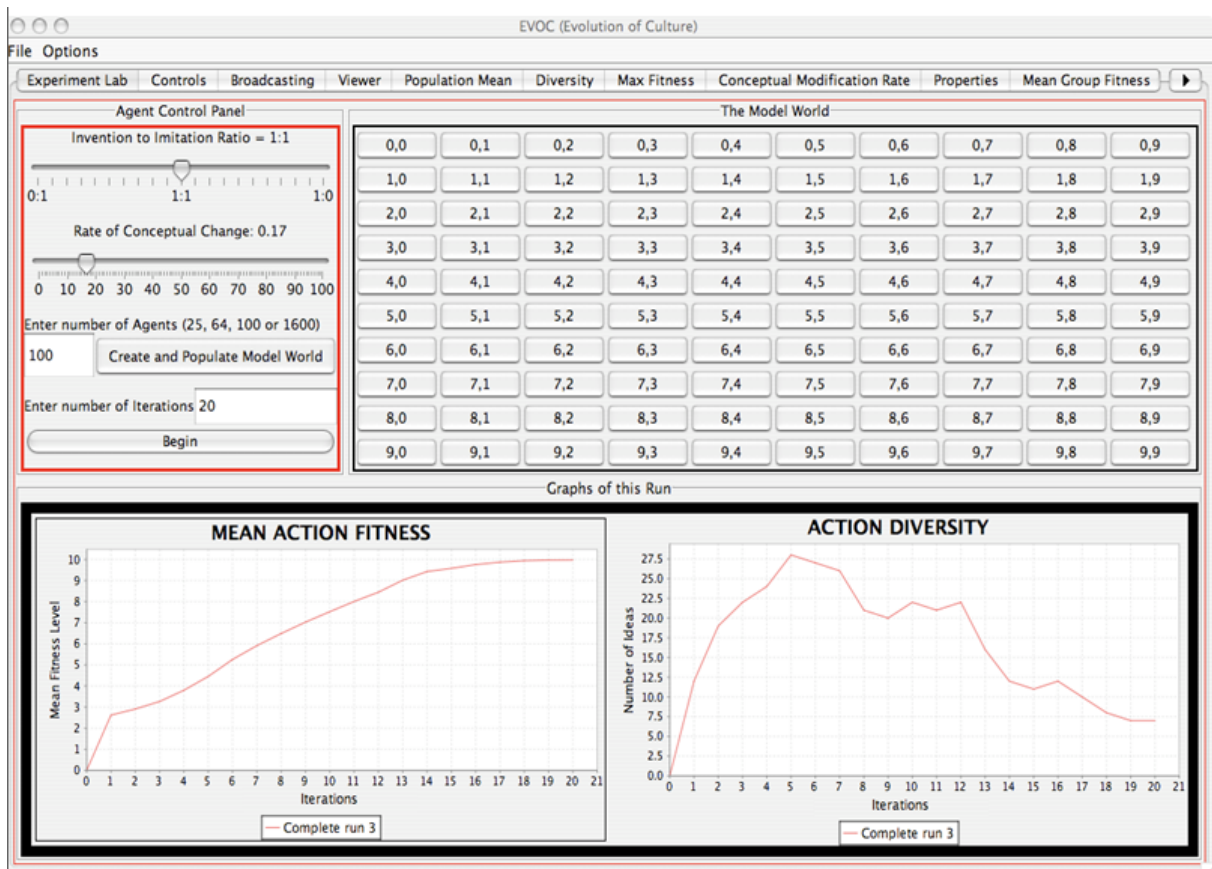 EVOC (Evolution of Culture)
File Options
Experiment Lab Controls Broadcasting Viewer Population Mean Diversity Max Fitness Conceptual Modification Rate Properties Mean Group Fitness
Agent Control Panel
Invention to Imitation Ratio = 1:1
0:1 1:1 1:0
Rate of Conceptual Change: 0.17
0 10 20 30 40 50 60 70 80 90 100
Enter number of Agents (25, 64, 100 or 1600)
100 Create and Populate Model World
Enter number of Iterations 20
Begin
The Model World
0,0 0,1 0,2 0,3 0,4 0,5 0,6 0,7 0,8 0,9
1,0 1,1 1,2 1,3 1,4 1,5 1,6 1,7 1,8 1,9
2,0 2,1 2,2 2,3 2,4 2,5 2,6 2,7 2,8 2,9
3,0 3,1 3,2 3,3 3,4 3,5 3,6 3,7 3,8 3,9
4,0 4,1 4,2 4,3 4,4 4,5 4,6 4,7 4,8 4,9
5,0 5,1 5,2 5,3 5,4 5,5 5,6 5,7 5,8 5,9
6,0 6,1 6,2 6,3 6,4 6,5 6,6 6,7 6,8 6,9
7,0 7,1 7,2 7,3 7,4 7,5 7,6 7,7 7,8 7,9
8,0 8,1 8,2 8,3 8,4 8,5 8,6 8,7 8,8 8,9
9,0 9,1 9,2 9,3 9,4 9,5 9,6 9,7 9,8 9,9
Graphs of this Run
MEAN ACTION FITNESS
Mean Fitness Level
10
9
8
7
6
5
4
3
2
1
0
0 1 2 3 4 5 6 7 8 9 10 11 12 13 14 15 16 17 18 19 20 21
Iterations
Complete run 3
ACTION DIVERSITY
Number of Ideas
27.5
25.0
22.5
20.0
17.5
15.0
12.5
10.0
7.5
5.0
2.5
0.0
0 1 2 3 4 5 6 7 8 9 10 11 12 13 14 15 16 17 18 19 20 21
Iterations
Complete run 3